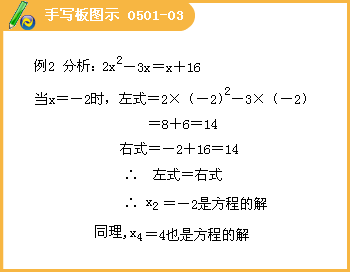 手写板图示 0501-03
例2 分析：2x²－3x＝x＋16
当x＝－2时，左式＝2×（－2）²－3×（－2）
＝8＋6＝14
右式＝－2＋16＝14
∴ 左式＝右式
∴ x₂＝－2是方程的解
同理，x₄＝4也是方程的解